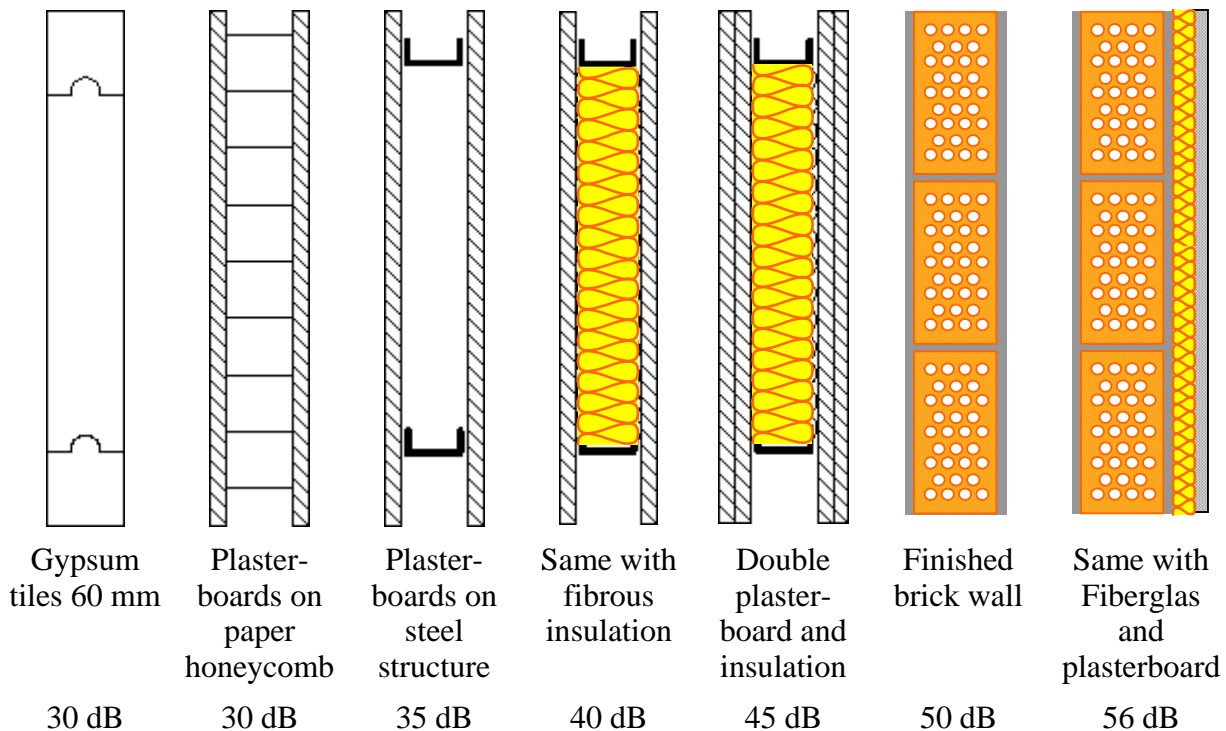 Gypsum
tiles 60 mm
30 dB
Plaster-
boards on
paper
honeycomb
30 dB
Plaster-
boards on
steel
structure
35 dB
Same with
fibrous
insulation
40 dB
Double
plaster-
board and
insulation
45 dB
Finished
brick wall
50 dB
Same with
Fiberglas
and
plasterboard
56 dB